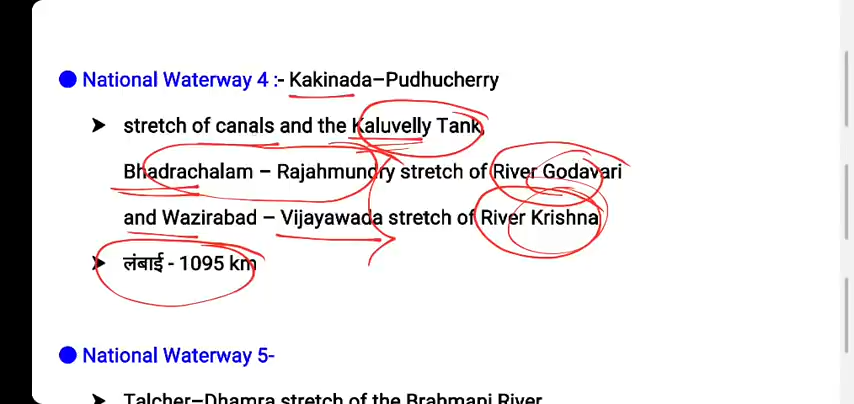 National Waterway 4 :- Kakinada–Pudhucherry
stretch of canals and the Kaluvelly Tank,
Bhadrachalam – Rajahmundry stretch of River Godavari
and Wazirabad – Vijayawada stretch of River Krishna
लंबाई - 1095 km
National Waterway 5-
Talcher–Dhamra stretch of the Brahmani River